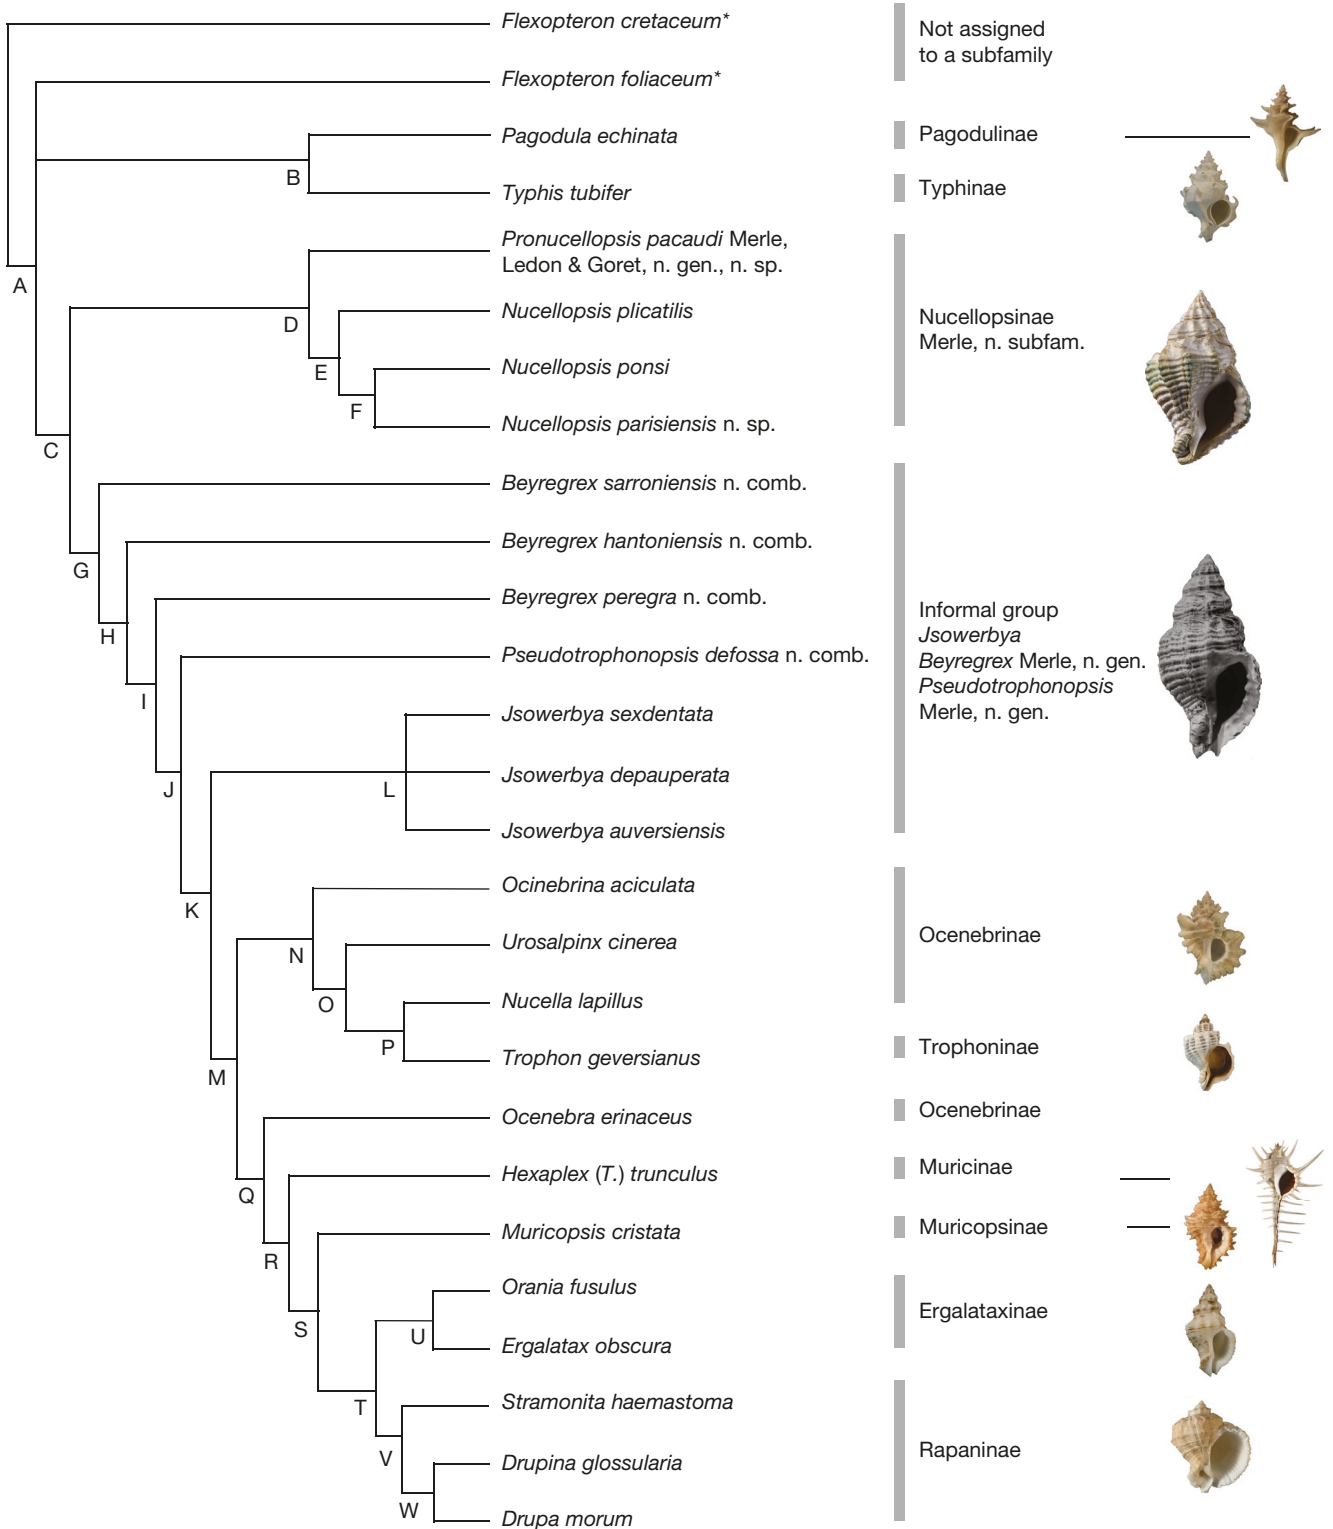 Flexopteron cretaceum*
Not assigned
to a subfamily
Flexopteron foliaceum*
Pagodula echinata
Pagodulinae
B
Typhis tubifer
Typhinae
Pronucellopsis pacaudi Merle,
Ledon & Goret, n. gen., n. sp.
A
D
Nucellopsis plicatilis
Nucellopsinae
Merle, n. subfam.
E
Nucellopsis ponsi
F
Nucellopsis parisiensis n. sp.
C
Beyregrex sarroniensis n. comb.
Beyregrex hantoniensis n. comb.
G
Beyregrex peregra n. comb.
H
Informal group
Jsowerbya
Beyregrex Merle, n. gen.
Pseudotrophonopsis
Merle, n. gen.
Pseudotrophonopsis defossa n. comb.
I
Jsowerbya sexdentata
J
L
Jsowerbya depauperata
Jsowerbya auversiensis
Ocinebrina aciculata
K
Ocenebrinae
N
Urosalpinx cinerea
O
Nucella lapillus
P
Trophon geversianus
Trophoninae
M
Ocenebra erinaceus
Ocenebrinae
Q
Hexaplex (T.) trunculus
Muricinae
R
Muricopsis cristata
Muricopsinae
Orania fusulus
Ergalataxinae
S
U
Ergalatax obscura
T
Stramonita haemastoma
V
Drupina glossularia
Rapaninae
W
Drupa morum